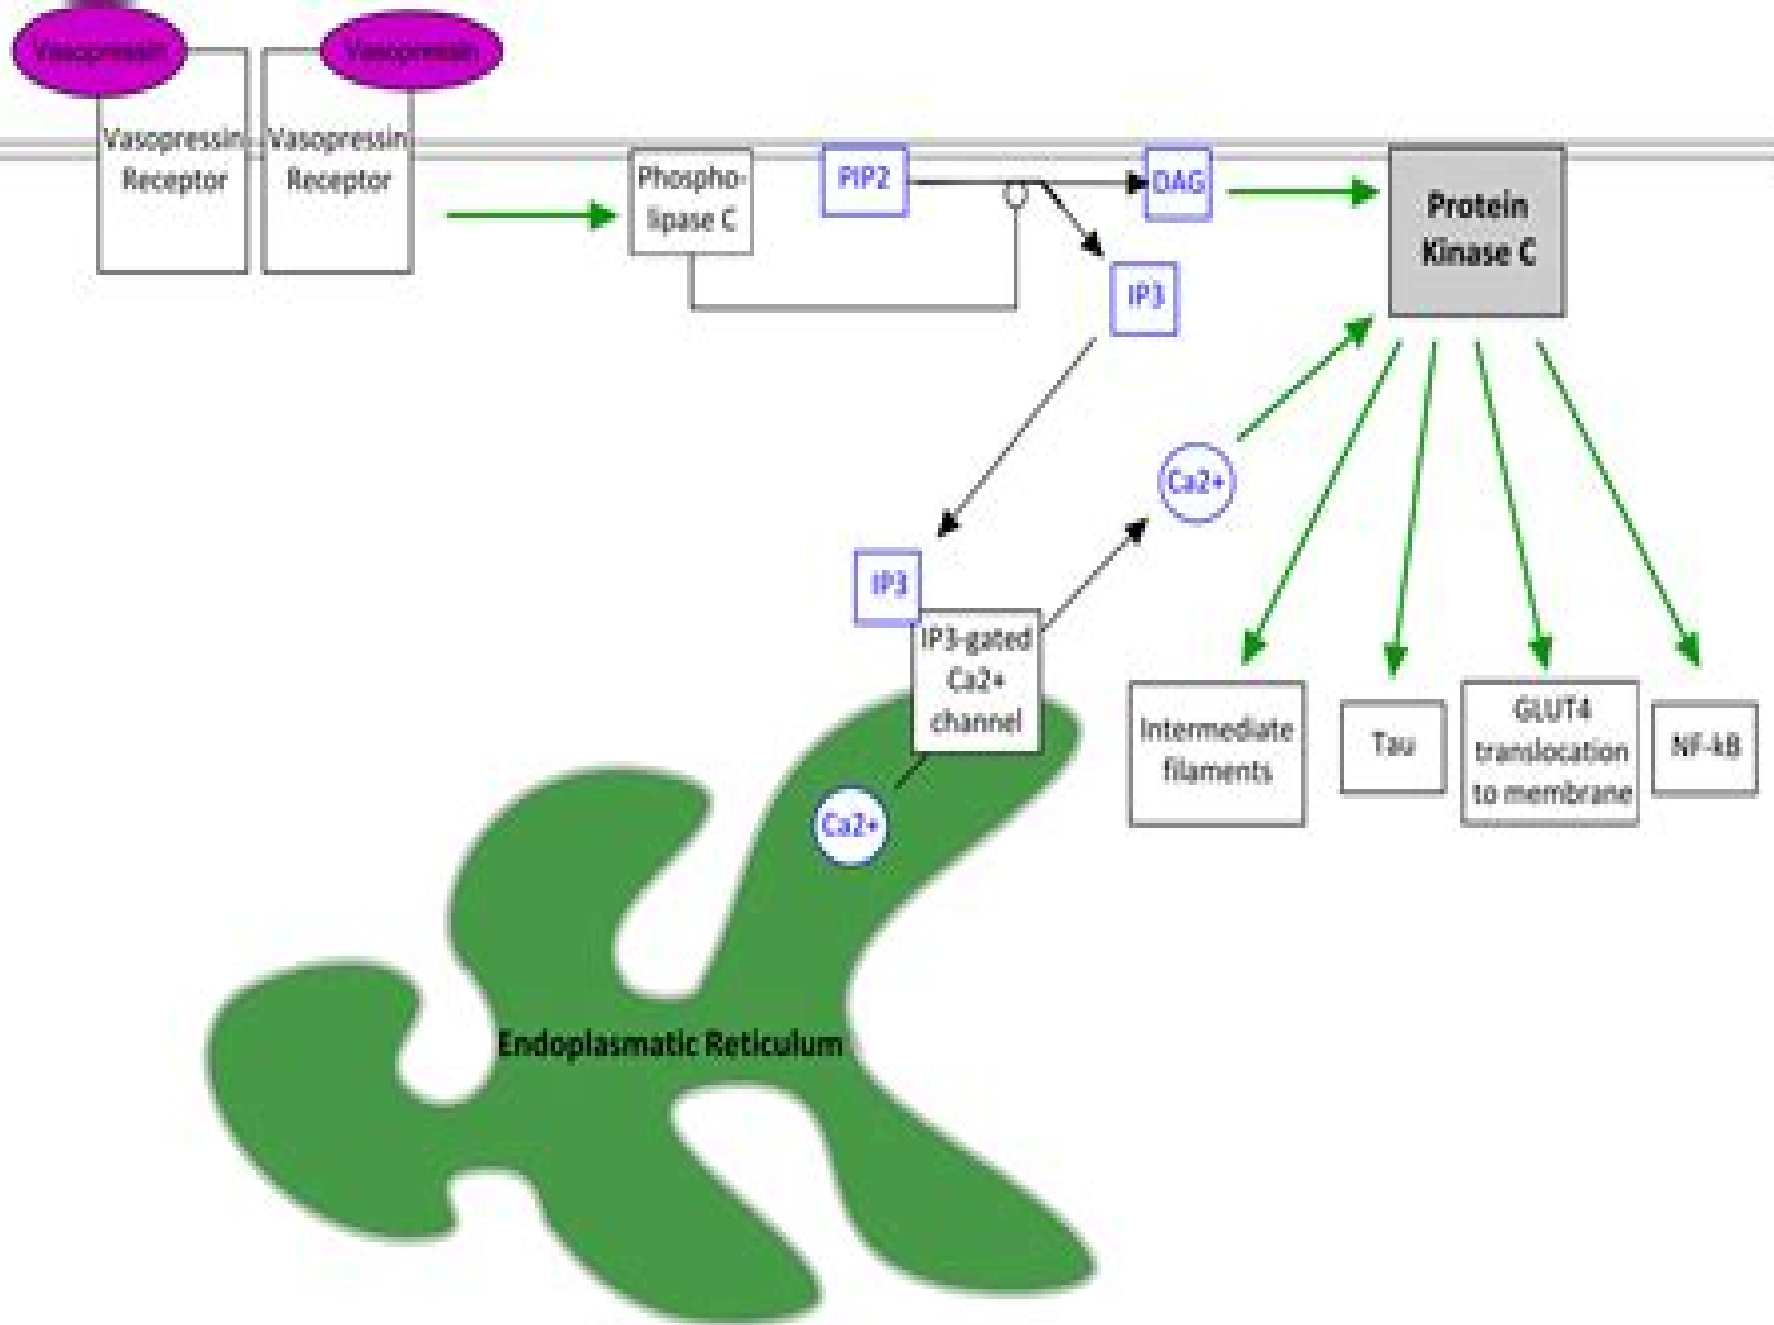 Vasopressin
Vasopressin
Vasopressin
Receptor
Vasopressin
Receptor
Phospho-
lipase C
PIP2
DAG
Protein
Kinase C
IP3
Ca2+
IP3
IP3-gated
Ca2+
channel
Intermediate
filaments
Tau
GLUT4
translocation
to membrane
NF-kB
Ca2+
Endoplasmatic Reticulum